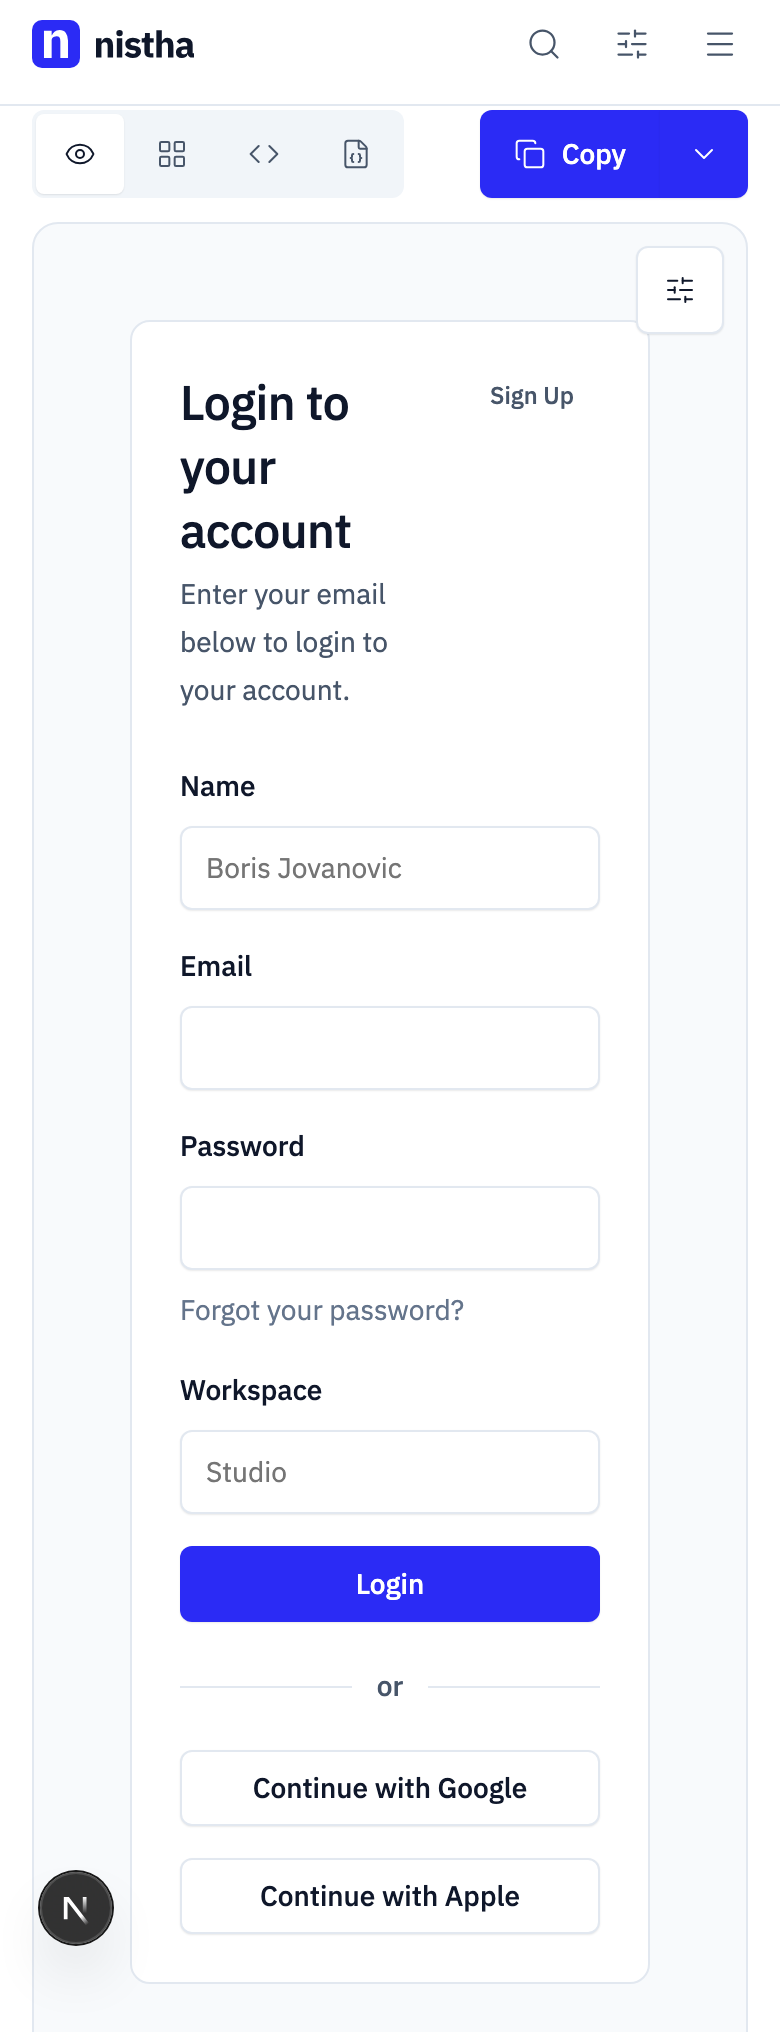 n nistha
Copy
Login to
your
account
Sign Up
Enter your email
below to login to
your account.
Name
Boris Jovanovic
Email
Password
Forgot your password?
Workspace
Studio
Login
or
Continue with Google
Continue with Apple
N